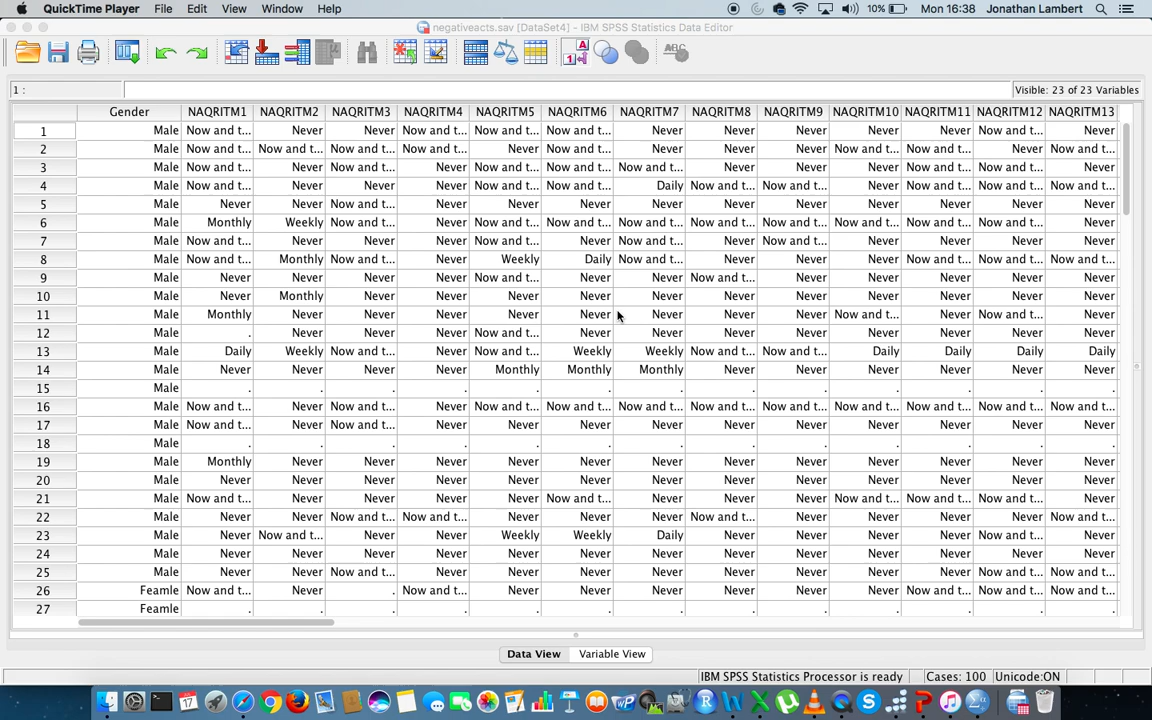 QuickTime Player File Edit View Window Help 10% Mon 16:38 Jonathan Lambert
negativeacts.sav [DataSet4] - IBM SPSS Statistics Data Editor
1 : Visible: 23 of 23 Variables
Gender NAQRITM1 NAQRITM2 NAQRITM3 NAQRITM4 NAQRITM5 NAQRITM6 NAQRITM7 NAQRITM8 NAQRITM9 NAQRITM10 NAQRITM11 NAQRITM12 NAQRITM13
1 Male Now and t... Never Never Now and t... Now and t... Now and t... Never Never Never Never Never Now and t... Never
2 Male Now and t... Now and t... Now and t... Now and t... Never Now and t... Never Never Never Now and t... Now and t... Never Now and t...
3 Male Now and t... Never Now and t... Never Now and t... Now and t... Now and t... Never Never Never Now and t... Now and t... Never
4 Male Now and t... Never Never Never Now and t... Now and t... Daily Now and t... Now and t... Never Now and t... Now and t... Now and t...
5 Male Never Never Now and t... Never Never Never Never Never Never Never Never Never Never
6 Male Monthly Weekly Now and t... Never Now and t... Now and t... Now and t... Now and t... Now and t... Now and t... Now and t... Now and t... Never
7 Male Now and t... Never Never Never Now and t... Never Now and t... Never Now and t... Never Never Never Never
8 Male Now and t... Monthly Now and t... Never Weekly Daily Now and t... Never Never Never Now and t... Now and t... Now and t...
9 Male Never Never Never Never Now and t... Never Never Now and t... Never Never Never Never Never
10 Male Never Monthly Never Never Never Never Never Never Never Never Never Never Never
11 Male Monthly Never Never Never Never Never Never Never Never Now and t... Never Now and t... Never
12 Male . Never Never Never Now and t... Never Never Never Never Never Never Never Never
13 Male Daily Weekly Now and t... Never Now and t... Weekly Weekly Now and t... Now and t... Daily Daily Daily Daily
14 Male Never Never Never Never Monthly Monthly Monthly Never Never Never Never Never Never
15 Male . . . . . . . . . . . . .
16 Male Now and t... Never Now and t... Never Now and t... Now and t... Now and t... Now and t... Now and t... Now and t... Now and t... Now and t... Now and t...
17 Male Now and t... Never Now and t... Never Never Never Never Never Never Never Never Never Never
18 Male . . . . . . . . . . . . .
19 Male Monthly Never Never Never Never Never Never Never Never Never Never Never Never
20 Male Never Never Never Never Never Never Never Never Never Never Never Never Never
21 Male Now and t... Never Never Never Never Now and t... Never Never Never Now and t... Now and t... Now and t... Never
22 Male Never Never Now and t... Now and t... Never Never Never Now and t... Never Never Never Never Now and t...
23 Male Never Now and t... Never Never Weekly Weekly Daily Never Never Never Never Now and t... Never
24 Male Never Never Never Never Never Never Never Never Never Never Never Never Never
25 Male Never Never Now and t... Never Never Never Never Never Never Never Never Now and t... Now and t...
26 Feamle Now and t... Never . Now and t... Never Never Never Never Never Never Now and t... Now and t... Now and t...
27 Feamle . . . . . . . . . . . . .
Data View Variable View
IBM SPSS Statistics Processor is ready Cases: 100 Unicode:ON